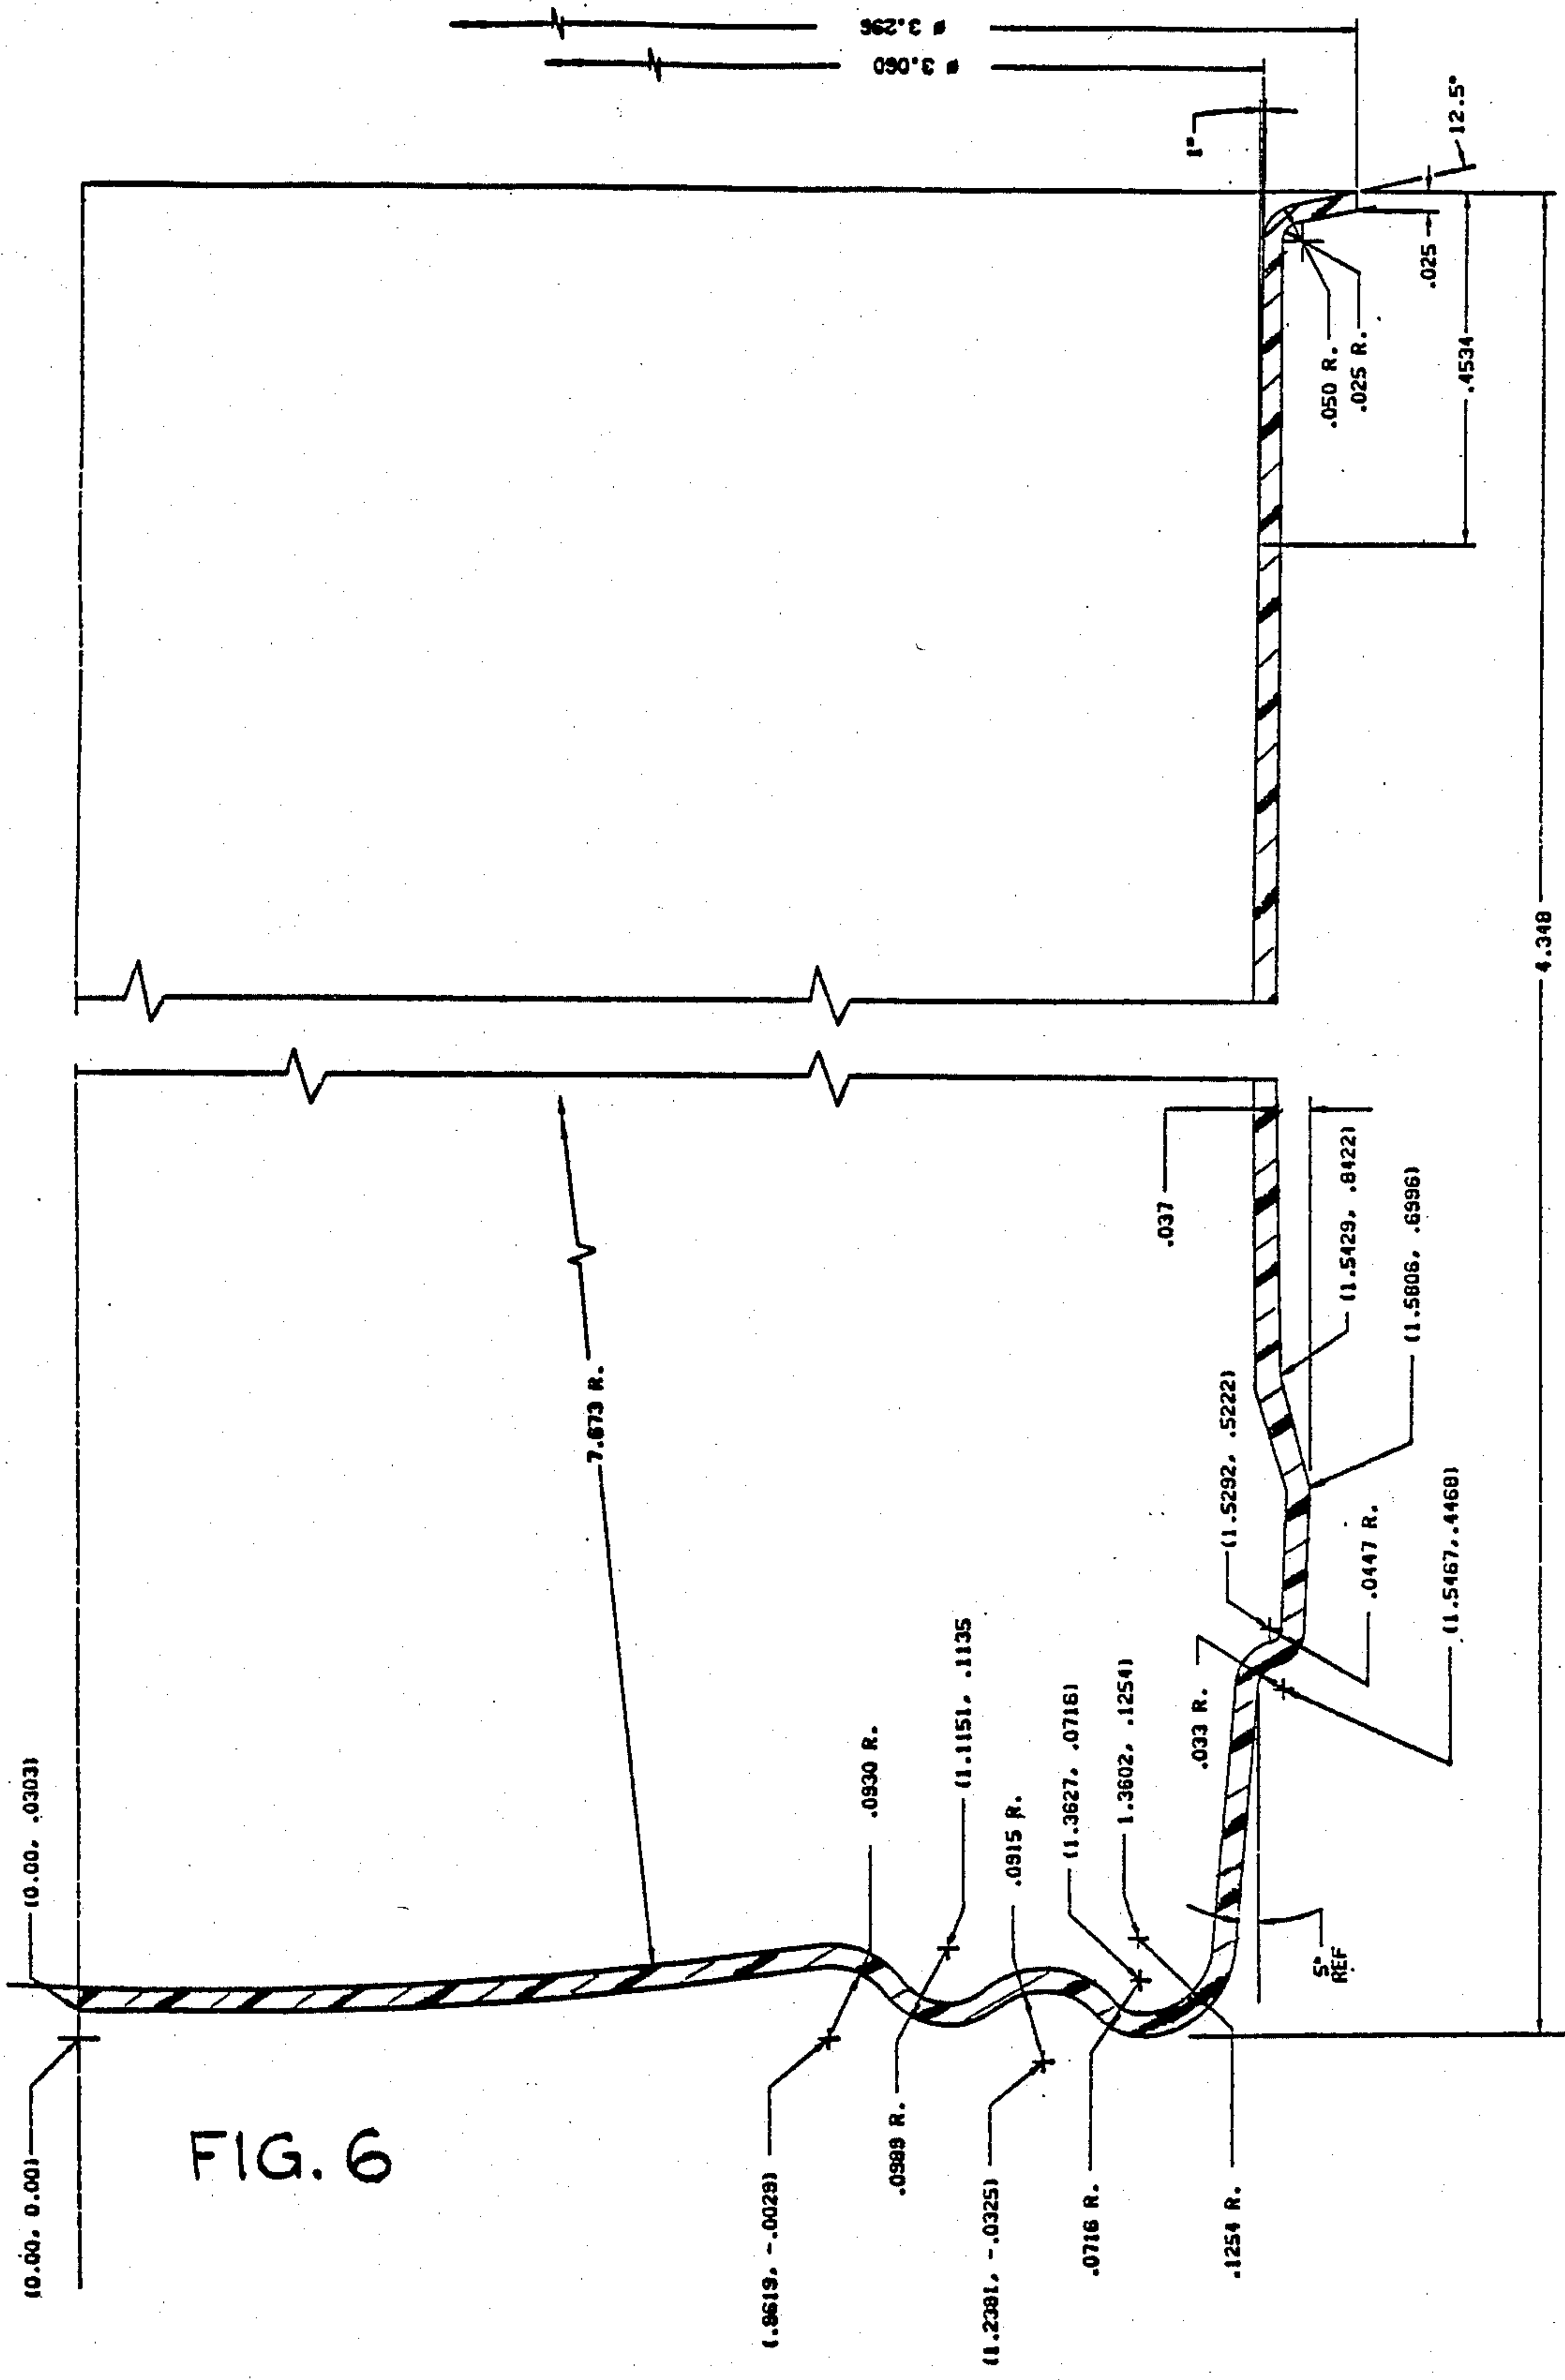 ø 3.296
ø 3.060
1°
12.5°
.025
.050 R.
.025 R.
.4534
4.348
.037
(1.5429, .8422)
(1.5806, .6996)
(1.5292, .5222)
.0447 R.
(1.5467, .4468)
.033 R.
7.673 R.
(0.00, .0303)
.0930 R.
(1.1151, .1135
.0915 R.
(1.3627, .0716)
1.3602, .1254)
5°
REF
(0.00, 0.00)
FIG. 6
(.9619, -.0029)
.0989 R.
(1.2381, -.0325)
.0716 R.
.1254 R.